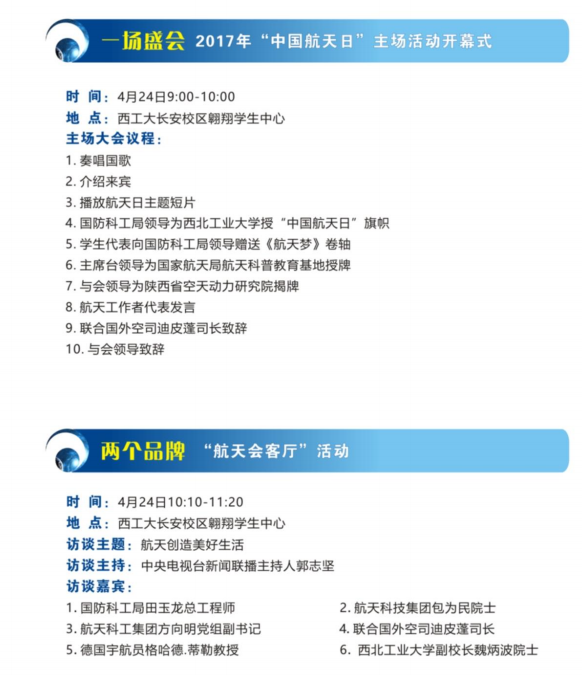 一场盛会 2017年“中国航天日”主场活动开幕式
时 间：4月24日9:00-10:00
地 点：西工大长安校区翱翔学生中心
主场大会议程：
1. 奏唱国歌
2. 介绍来宾
3. 播放航天日主题短片
4. 国防科工局领导为西北工业大学授“中国航天日”旗帜
5. 学生代表向国防科工局领导赠送《航天梦》卷轴
6. 主席台领导为国家航天局航天科普教育基地授牌
7. 与会领导为陕西省空天动力研究院揭牌
8. 航天工作者代表发言
9. 联合国外空司迪皮蓬司长致辞
10. 与会领导致辞
两个品牌 “航天会客厅”活动
时 间：4月24日10:10-11:20
地 点：西工大长安校区翱翔学生中心
访谈主题：航天创造美好生活
访谈主持：中央电视台新闻联播主持人郭志坚
访谈嘉宾：
1. 国防科工局田玉龙总工程师 2. 航天科技集团包为民院士
3. 航天科工集团方向明党组副书记 4. 联合国外空司迪皮蓬司长
5. 德国宇航员格哈德.蒂勒教授 6. 西北工业大学副校长魏炳波院士